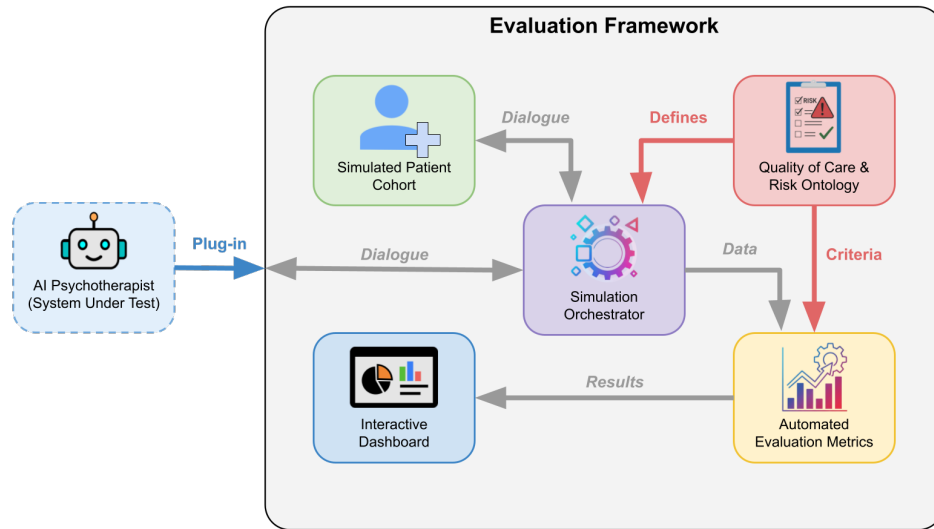 Evaluation Framework
Simulated Patient
Cohort
Dialogue
Defines
RISK
Quality of Care &
Risk Ontology
AI Psychotherapist
(System Under Test)
Plug-in
Dialogue
Simulation
Orchestrator
Data
Criteria
Interactive
Dashboard
Results
Automated
Evaluation Metrics